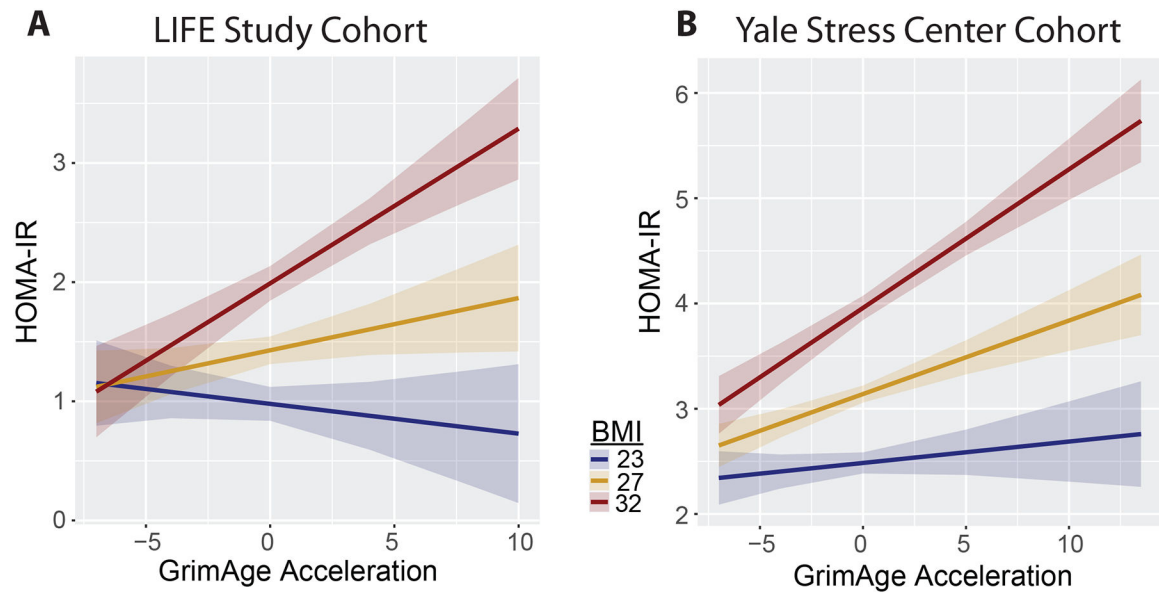 A LIFE Study Cohort
HOMA-IR
3
2
1
0
−5 0 5 10
GrimAge Acceleration
BMI
23
27
32
B Yale Stress Center Cohort
HOMA-IR
6
5
4
3
2
−5 0 5 10
GrimAge Acceleration